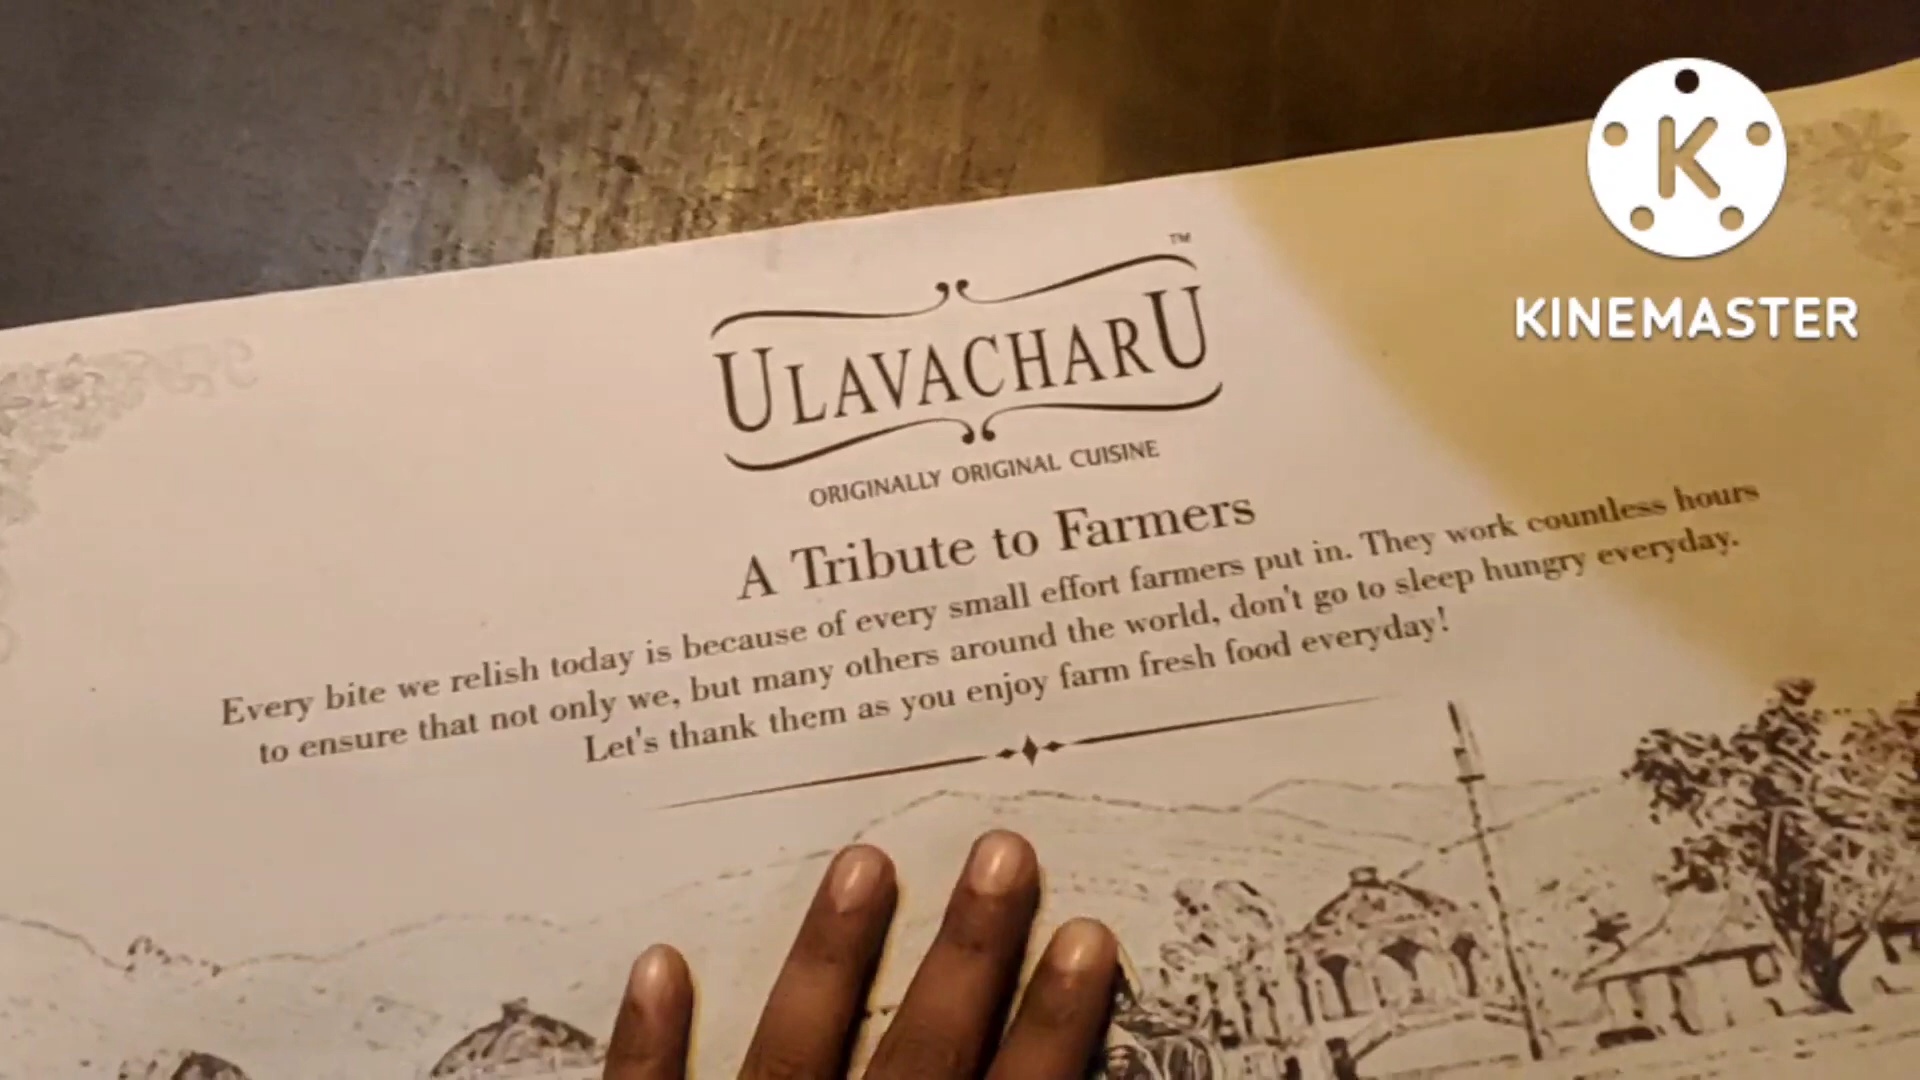 K
KINEMASTER
TM
ULAVACHARU
ORIGINALLY ORIGINAL CUISINE
A Tribute to Farmers
Every bite we relish today is because of every small effort farmers put in. They work countless hours
to ensure that not only we, but many others around the world, don't go to sleep hungry everyday.
Let's thank them as you enjoy farm fresh food everyday!